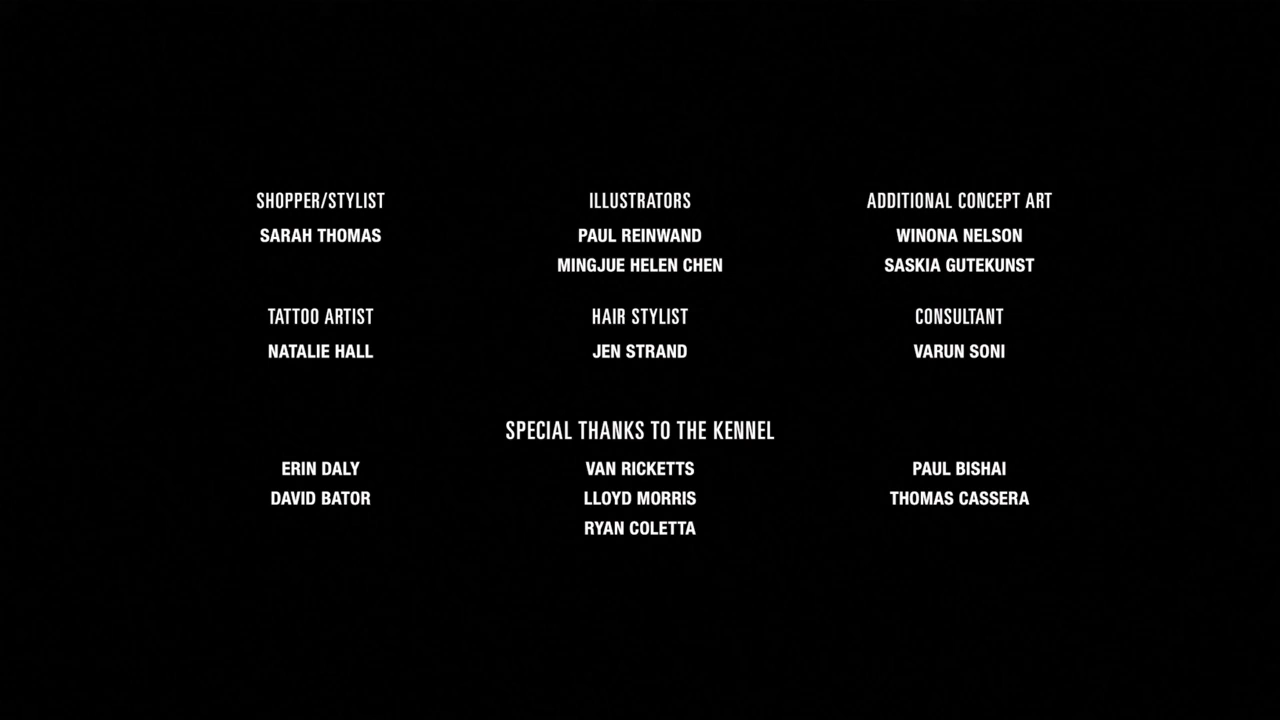 SHOPPER/STYLIST
SARAH THOMAS
ILLUSTRATORS
PAUL REINWAND
MINGJUE HELEN CHEN
ADDITIONAL CONCEPT ART
WINONA NELSON
SASKIA GUTEKUNST
TATTOO ARTIST
NATALIE HALL
HAIR STYLIST
JEN STRAND
CONSULTANT
VARUN SONI
SPECIAL THANKS TO THE KENNEL
ERIN DALY
DAVID BATOR
VAN RICKETTS
LLOYD MORRIS
RYAN COLETTA
PAUL BISHAI
THOMAS CASSERA